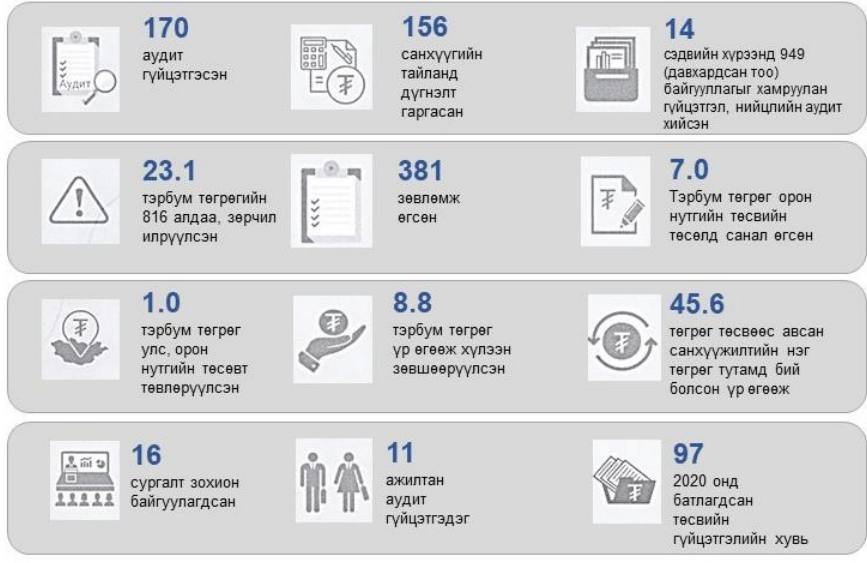 170
аудит
гүйцэтгэсэн
Аудит
156
санхүүгийн
тайланд
дүгнэлт
гаргасан
14
сэдвийн хүрээнд 949
(давхардсан тоо)
байгууллагыг хамруулан
гүйцэтгэл, нийцлийн аудит
хийсэн
23.1
тэрбум төгрөгийн
816 алдаа, зөрчил
илрүүлсэн
381
зөвлөмж
өгсөн
7.0
Тэрбум төгрөг орон
нутгийн төсвийн
төсөлд санал өгсөн
1.0
тэрбум төгрөг
улс, орон
нутгийн төсөвт
төвлөрүүлсэн
8.8
тэрбум төгрөг
үр өгөөж хүлээн
зөвшөөрүүлсэн
45.6
төгрөг төсвөөс авсан
санхүүжилтийн нэг
төгрөг тутамд бий
болсон үр өгөөж
16
сургалт зохион
байгуулагдсан
11
ажилтан
аудит
гүйцэтгэдэг
97
2020 онд
батлагдсан
төсвийн
гүйцэтгэлийн хувь